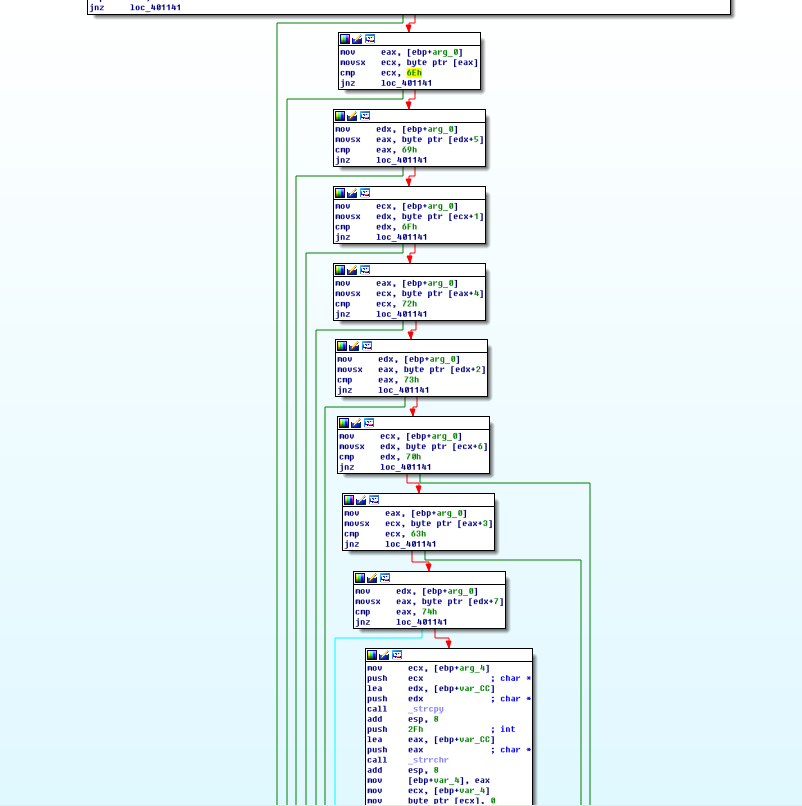 jnz loc_401141
mov eax, [ebp+arg_0]
movsx ecx, byte ptr [eax]
cmp ecx, 6Eh
jnz loc_401141
mov edx, [ebp+arg_0]
movsx eax, byte ptr [edx+5]
cmp eax, 69h
jnz loc_401141
mov ecx, [ebp+arg_0]
movsx edx, byte ptr [ecx+1]
cmp edx, 6Fh
jnz loc_401141
mov eax, [ebp+arg_0]
movsx ecx, byte ptr [eax+4]
cmp ecx, 72h
jnz loc_401141
mov edx, [ebp+arg_0]
movsx eax, byte ptr [edx+2]
cmp eax, 73h
jnz loc_401141
mov ecx, [ebp+arg_0]
movsx edx, byte ptr [ecx+6]
cmp edx, 70h
jnz loc_401141
mov eax, [ebp+arg_0]
movsx ecx, byte ptr [eax+3]
cmp ecx, 63h
jnz loc_401141
mov edx, [ebp+arg_0]
movsx eax, byte ptr [edx+7]
cmp eax, 74h
jnz loc_401141
mov ecx, [ebp+arg_4]
push ecx ; char *
lea edx, [ebp+var_CC]
push edx ; char *
call _strcpy
add esp, 8
push 2Fh ; int
lea eax, [ebp+var_CC]
push eax ; char *
call _strrchr
add esp, 8
mov [ebp+var_4], eax
mov ecx, [ebp+var_4]
mov byte ptr [ecx], 0